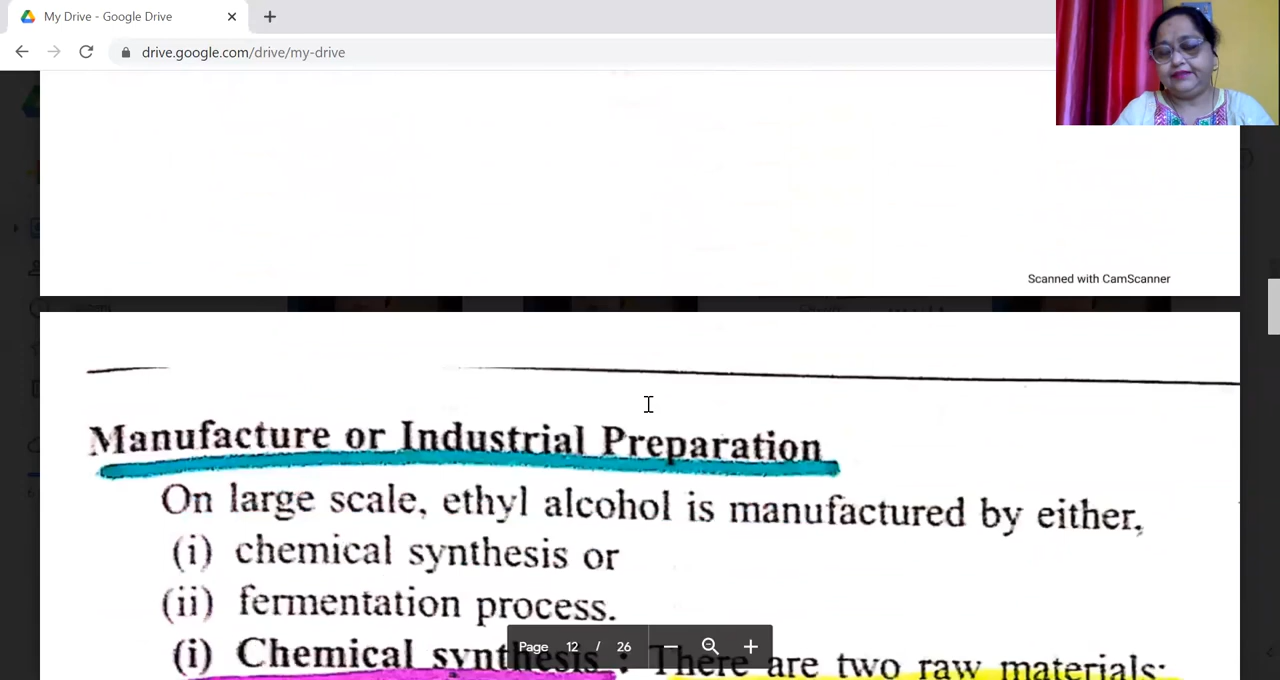 My Drive - Google Drive
drive.google.com/drive/my-drive
Scanned with CamScanner
Manufacture or Industrial Preparation
On large scale, ethyl alcohol is manufactured by either,
(i) chemical synthesis or
(ii) fermentation process.
(i) Chemical synthesis : There are two raw materials:
Page 12 / 26